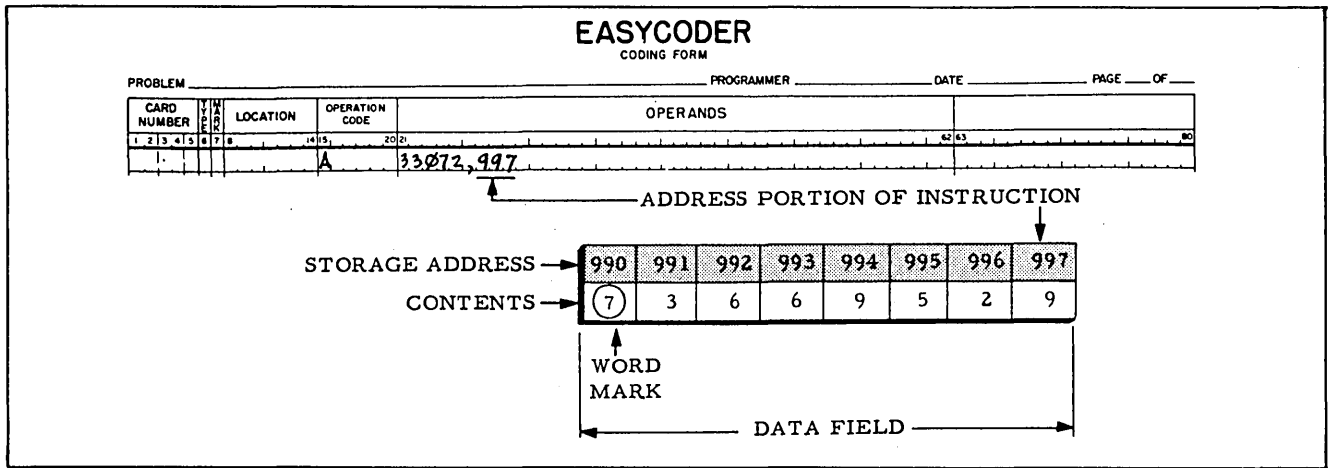 EASYCODER
CODING FORM
PROBLEM PROGRAMMER DATE PAGE OF
CARD NUMBER TYPE MARK LOCATION OPERATION CODE OPERANDS
1 2 3 4 5 6 7 8 14 15 20 21 62 63 80
A 33Ø72,997
ADDRESS PORTION OF INSTRUCTION
STORAGE ADDRESS 990 991 992 993 994 995 996 997
CONTENTS 7 3 6 6 9 5 2 9
WORD
MARK
DATA FIELD